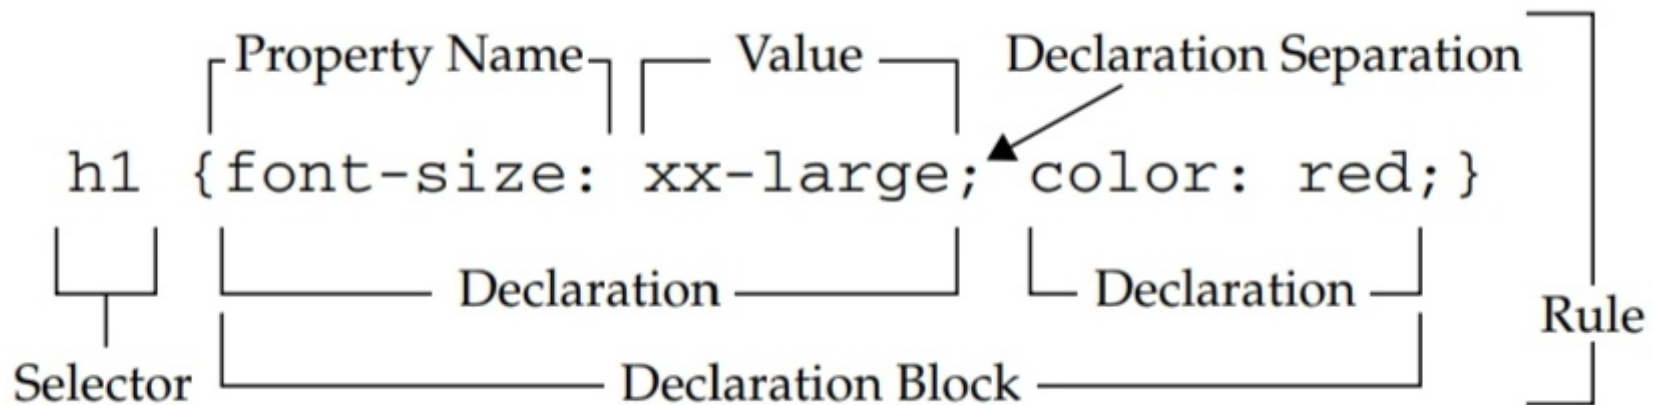 Property Name Value Declaration Separation
h1 {font-size: xx-large; color: red;}
Declaration Declaration
Rule
Selector Declaration Block